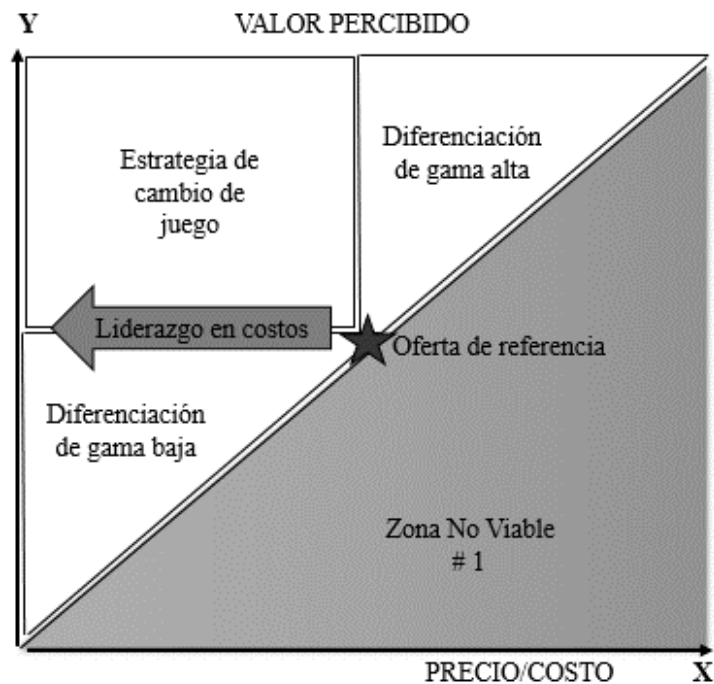 Y
VALOR PERCIBIDO
Estrategia de
cambio de
juego
Diferenciación
de gama alta
Liderazgo en costos
Oferta de referencia
Diferenciación
de gama baja
Zona No Viable
# 1
PRECIO/COSTO
X